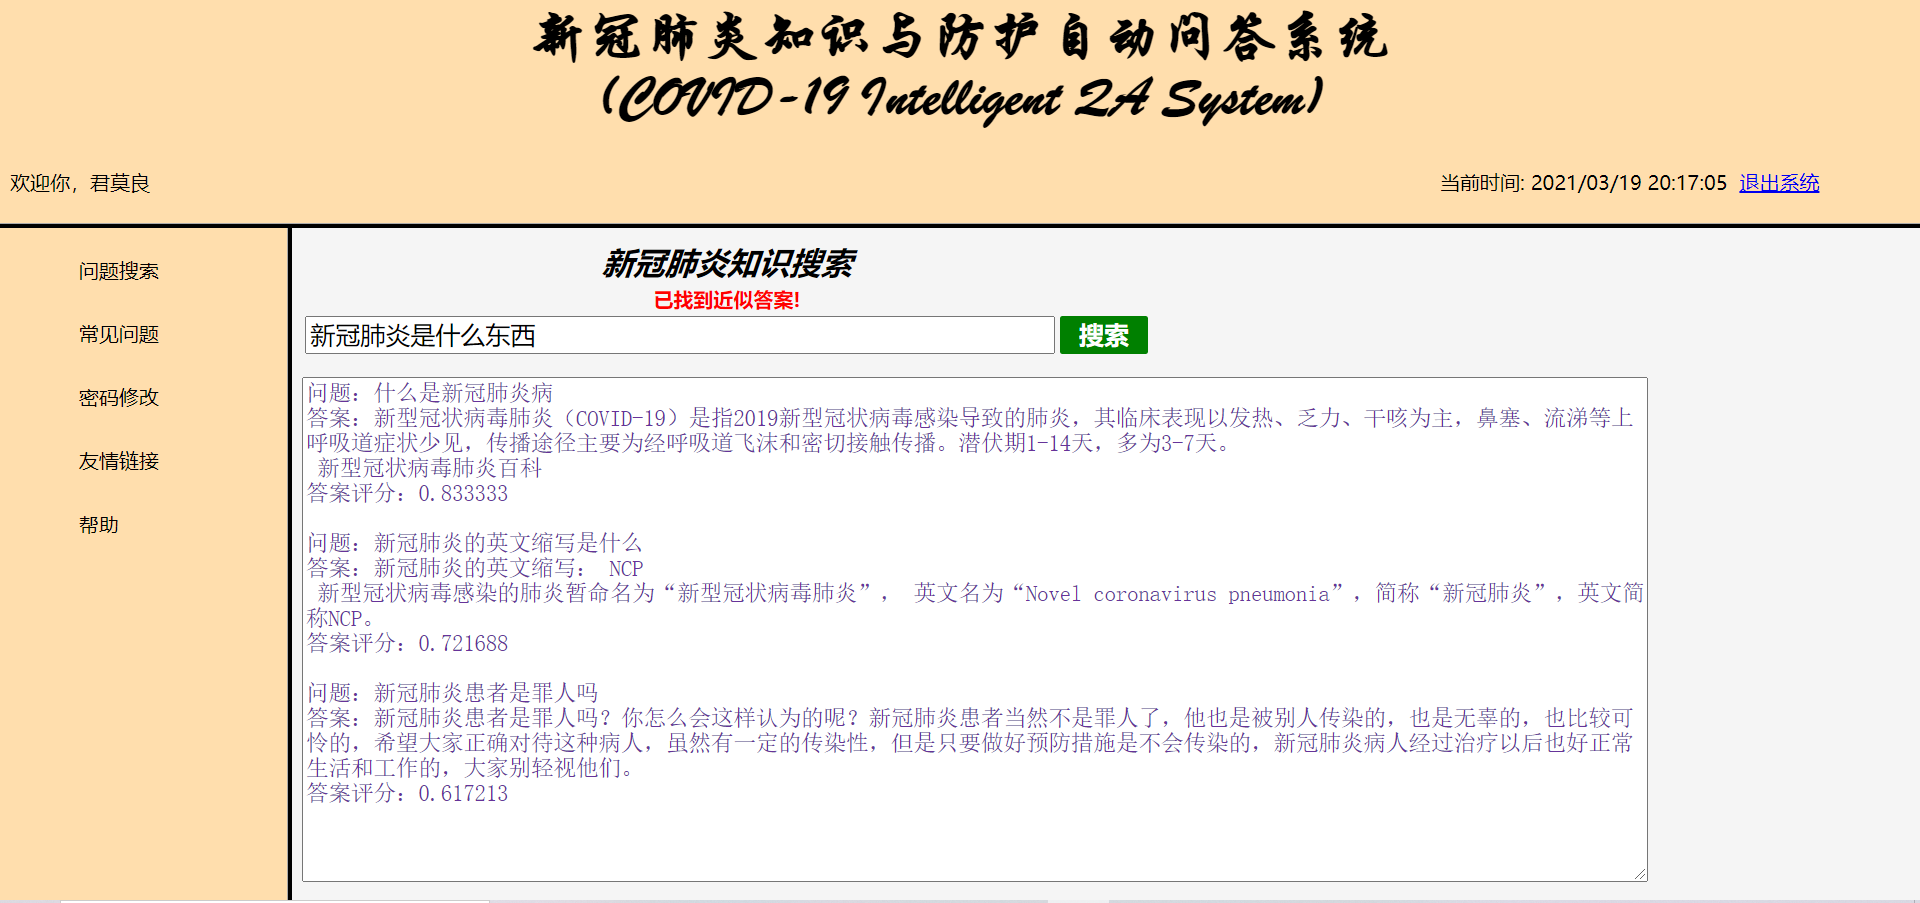 新冠肺炎知识与防护自动问答系统
(COVID-19 Intelligent QA System)
欢迎你，君莫良
当前时间: 2021/03/19 20:17:05 退出系统
问题搜索
常见问题
密码修改
友情链接
帮助
新冠肺炎知识搜索
已找到近似答案!
新冠肺炎是什么东西 搜索
问题：什么是新冠肺炎病
答案：新型冠状病毒肺炎（COVID-19）是指2019新型冠状病毒感染导致的肺炎，其临床表现以发热、乏力、干咳为主，鼻塞、流涕等上
呼吸道症状少见，传播途径主要为经呼吸道飞沫和密切接触传播。潜伏期1-14天，多为3-7天。
新型冠状病毒肺炎百科
答案评分：0.833333
问题：新冠肺炎的英文缩写是什么
答案：新冠肺炎的英文缩写： NCP
新型冠状病毒感染的肺炎暂命名为“新型冠状病毒肺炎”， 英文名为“Novel coronavirus pneumonia”，简称“新冠肺炎”，英文简
称NCP。
答案评分：0.721688
问题：新冠肺炎患者是罪人吗
答案：新冠肺炎患者是罪人吗？你怎么会这样认为的呢？新冠肺炎患者当然不是罪人了，他也是被别人传染的，也是无辜的，也比较可
怜的，希望大家正确对待这种病人，虽然有一定的传染性，但是只要做好预防措施是不会传染的，新冠肺炎病人经过治疗以后也好正常
生活和工作的，大家别轻视他们。
答案评分：0.617213